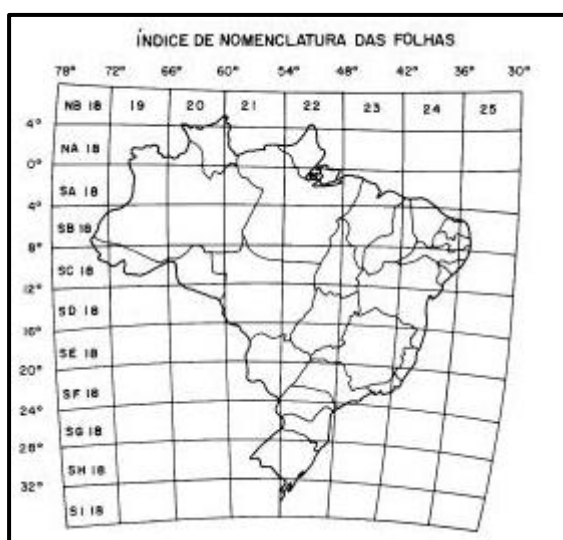 ÍNDICE DE NOMENCLATURA DAS FOLHAS
78° 72° 66° 60° 54° 48° 42° 36° 30°
NB 18 19 20 21 22 23 24 25
4°
NA 18
0°
SA 18
4°
SB 18
8°
SC 18
12°
SD 18
16°
SE 18
20°
SF 18
24°
SG 18
28°
SH 18
32°
SI 18